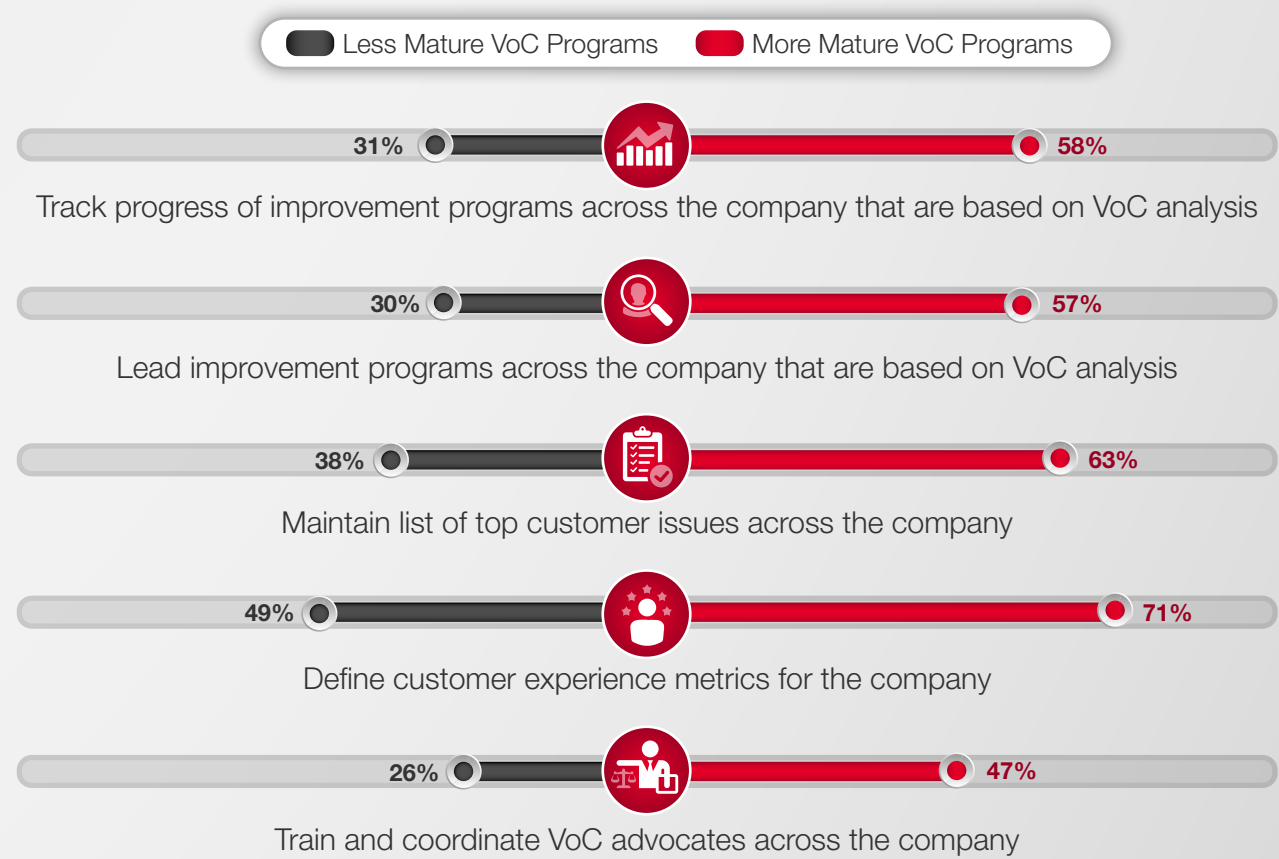 Less Mature VoC Programs More Mature VoC Programs
31% 58%
Track progress of improvement programs across the company that are based on VoC analysis
30% 57%
Lead improvement programs across the company that are based on VoC analysis
38% 63%
Maintain list of top customer issues across the company
49% 71%
Define customer experience metrics for the company
26% 47%
Train and coordinate VoC advocates across the company